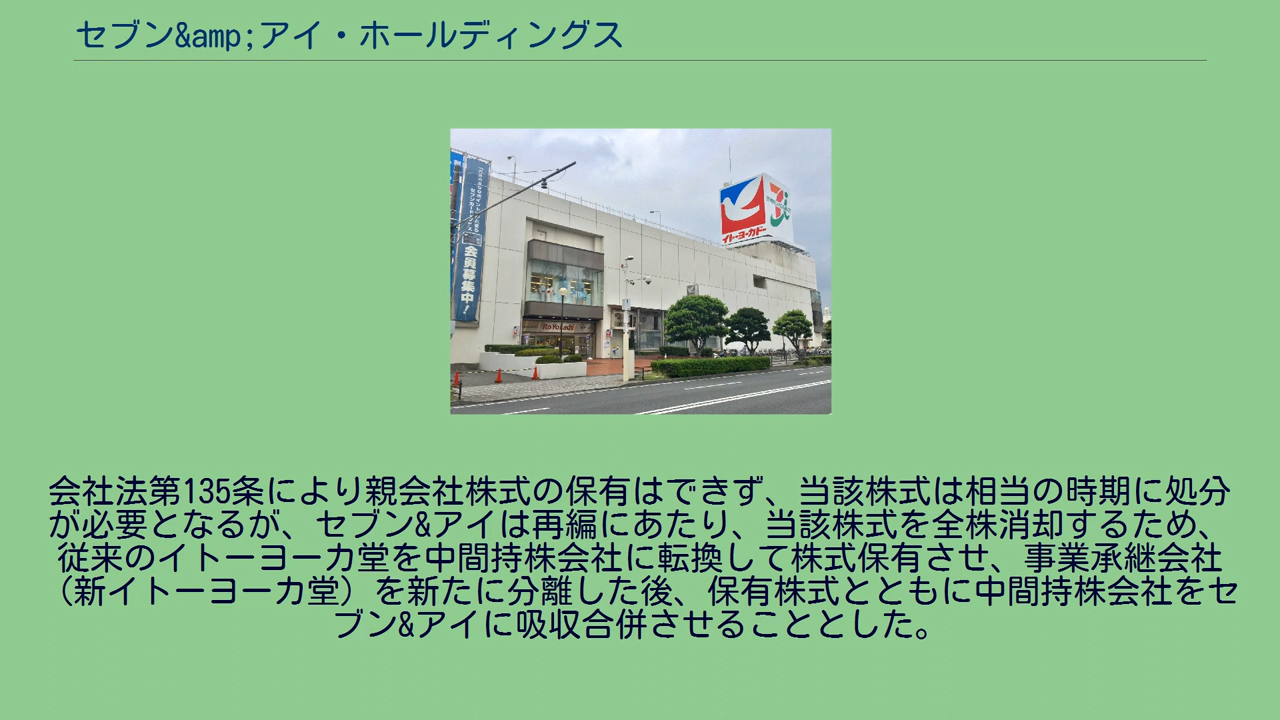 セブン&amp;アイ・ホールディングス
会員募集中!
イトーヨーカドー
Ito Yokado
会社法第135条により親会社株式の保有はできず、当該株式は相当の時期に処分
が必要となるが、セブン&アイは再編にあたり、当該株式を全株消却するため、
従来のイトーヨーカ堂を中間持株会社に転換して株式保有させ、事業承継会社
（新イトーヨーカ堂）を新たに分離した後、保有株式とともに中間持株会社をセ
ブン&アイに吸収合併させることとした。